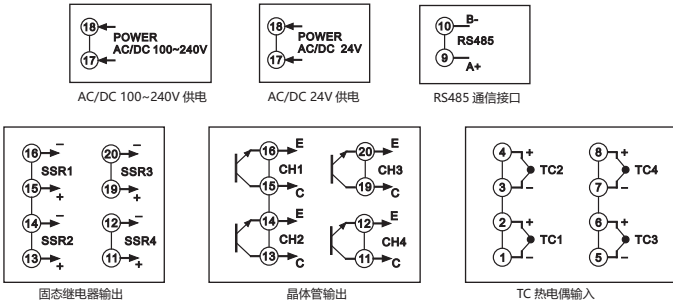 18 POWER
AC/DC 100~240V
17
AC/DC 100~240V 供电
18 POWER
AC/DC 24V
17
AC/DC 24V 供电
10 B-
RS485
9 A+
RS485 通信接口
16 −
SSR1
15 +
14 −
SSR2
13 +
20 −
SSR3
19 +
12 −
SSR4
11 +
固态继电器输出
16 E
CH1
15 C
14 E
CH2
13 C
20 E
CH3
19 C
12 E
CH4
11 C
晶体管输出
4 +
TC2
3 −
2 +
TC1
1 −
8 +
TC4
7 −
6 +
TC3
5 −
TC 热电偶输入